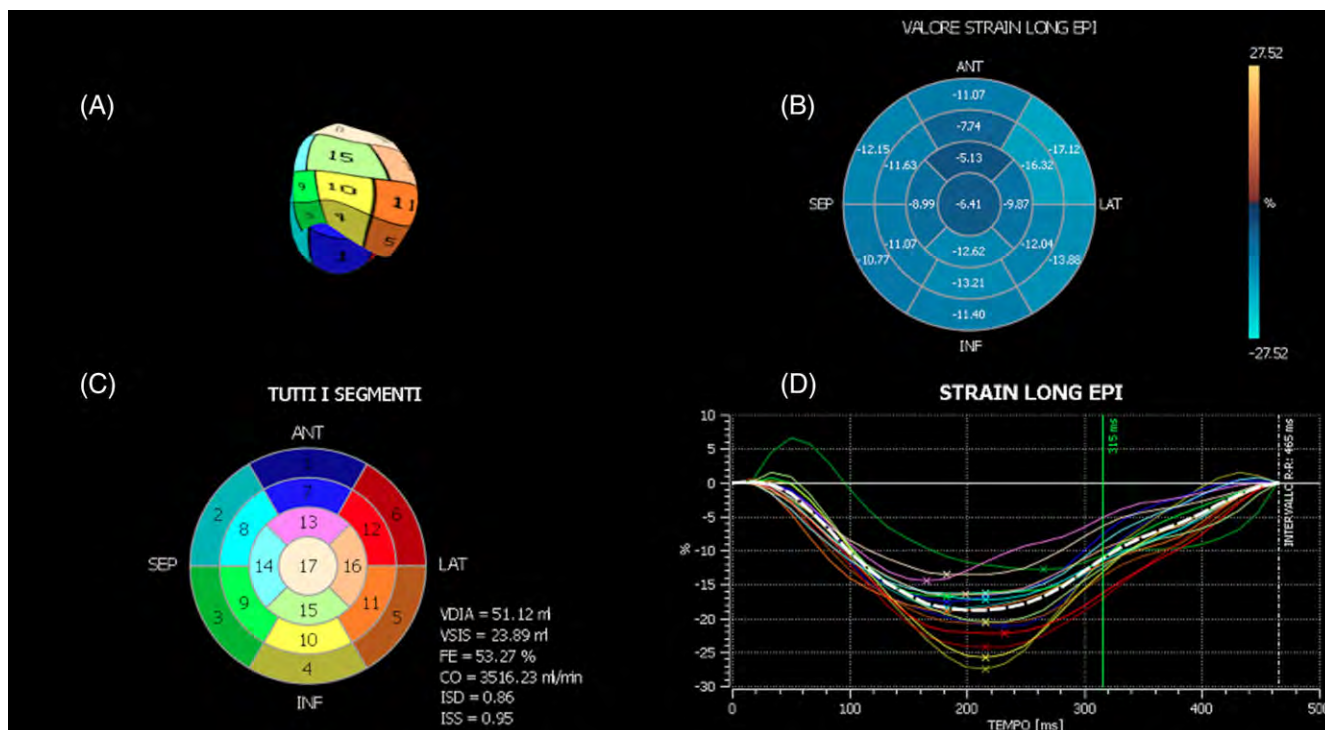 (A)
0
15
9
10
11
3
4
5
1
(B)
VALORE STRAIN LONG EPI
27.52
%
-27.52
ANT
-11.07
-7.74
-12.15
-11.63
-5.13
-16.32
-17.12
SEP
-8.99
-6.41
-9.87
LAT
-10.77
-11.07
-12.62
-12.04
-13.88
-13.21
-11.40
INF
(C)
TUTTI I SEGMENTI
ANT
2
8
13
12
6
SEP
14
17
16
LAT
3
9
15
11
5
10
4
INF
VDIA = 51.12 ml
VSIS = 23.89 ml
FE = 53.27 %
CO = 3516.23 ml/min
ISD = 0.86
ISS = 0.95
(D)
STRAIN LONG EPI
10
5
0
-5
-10
-15
-20
-25
-30
%
315 ms
INTERVALLO R-R: 465 ms
0
100
200
300
400
500
TEMPO [ms]